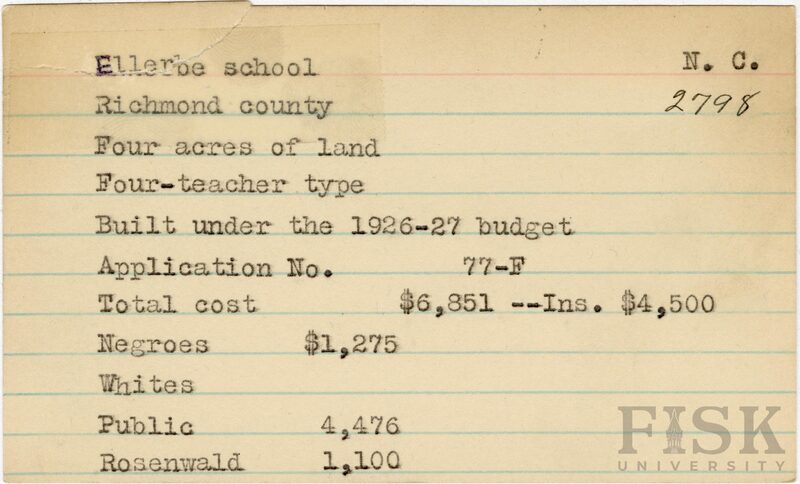 Ellerbe school N. C.
Richmond county 2798
Four acres of land
Four-teacher type
Built under the 1926-27 budget
Application No. 77-F
Total cost $6,851 --Ins. $4,500
Negroes $1,275
Whites
Public 4,476
Rosenwald 1,100
FISK
UNIVERSITY